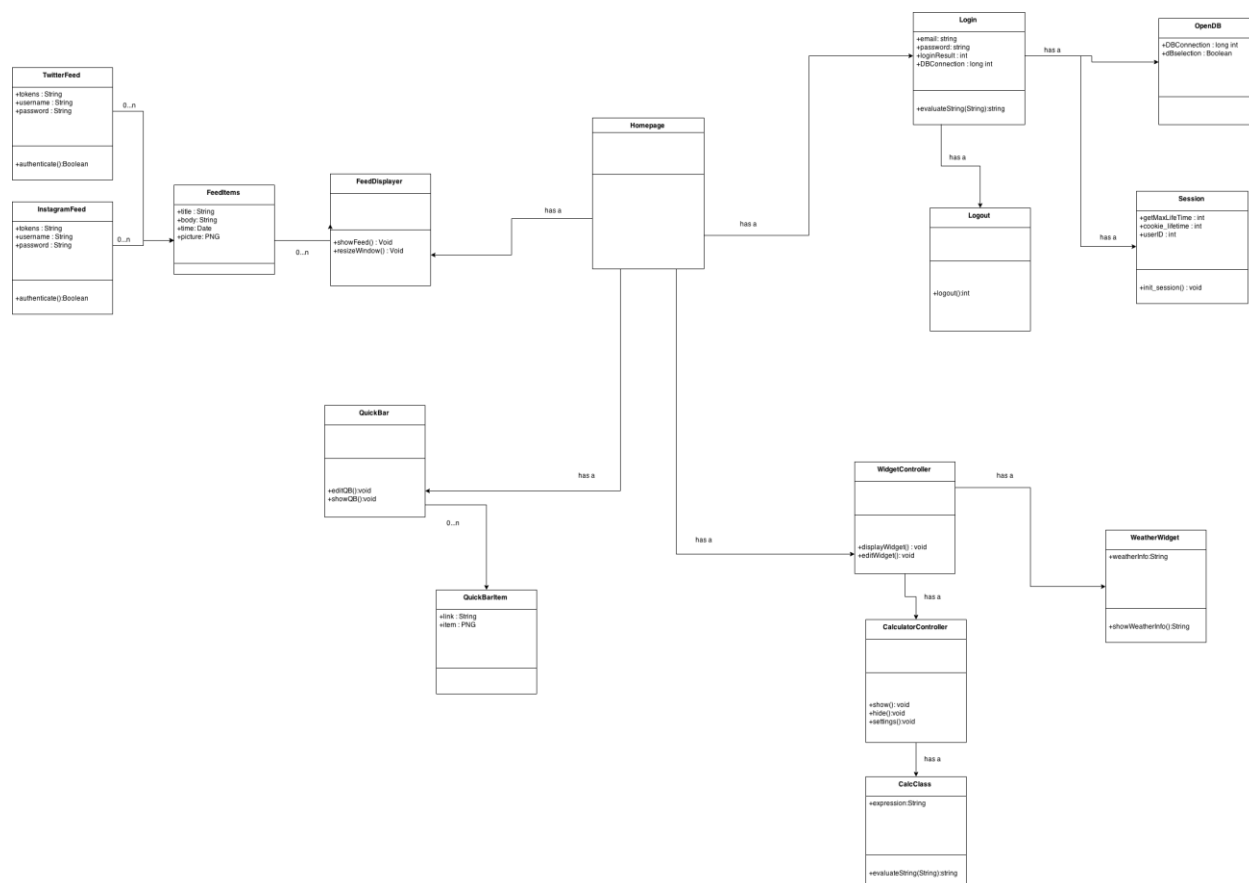 TwitterFeed
+tokens : String
+username : String
+password : String
+authenticate():Boolean
0...n
InstagramFeed
+tokens : String
+username : String
+password : String
+authenticate():Boolean
0...n
FeedItems
+title : String
+body: String
+time: Date
+picture: PNG
0...n
FeedDisplayer
+showFeed() : Void
+resizeWindow() : Void
has a
Homepage
has a
Login
+email: string
+password: string
+loginResult : int
+DBConnection : long int
+evaluateString(String):string
has a
OpenDB
+DBConnection : long int
+dBselection : Boolean
has a
Logout
+logout():int
has a
Session
+getMaxLifeTime : int
+cookie_lifetime : int
+userID : int
+init_session() : void
QuickBar
+editQB():void
+showQB():void
has a
0...n
QuickBarItem
+link : String
+item : PNG
has a
WidgetController
+displayWidget() : void
+editWidget(): void
has a
WeatherWidget
+weatherInfo:String
+showWeatherInfo():String
has a
CalculatorController
+show(): void
+hide():void
+settings():void
has a
CalcClass
+expression:String
+evaluateString(String):string